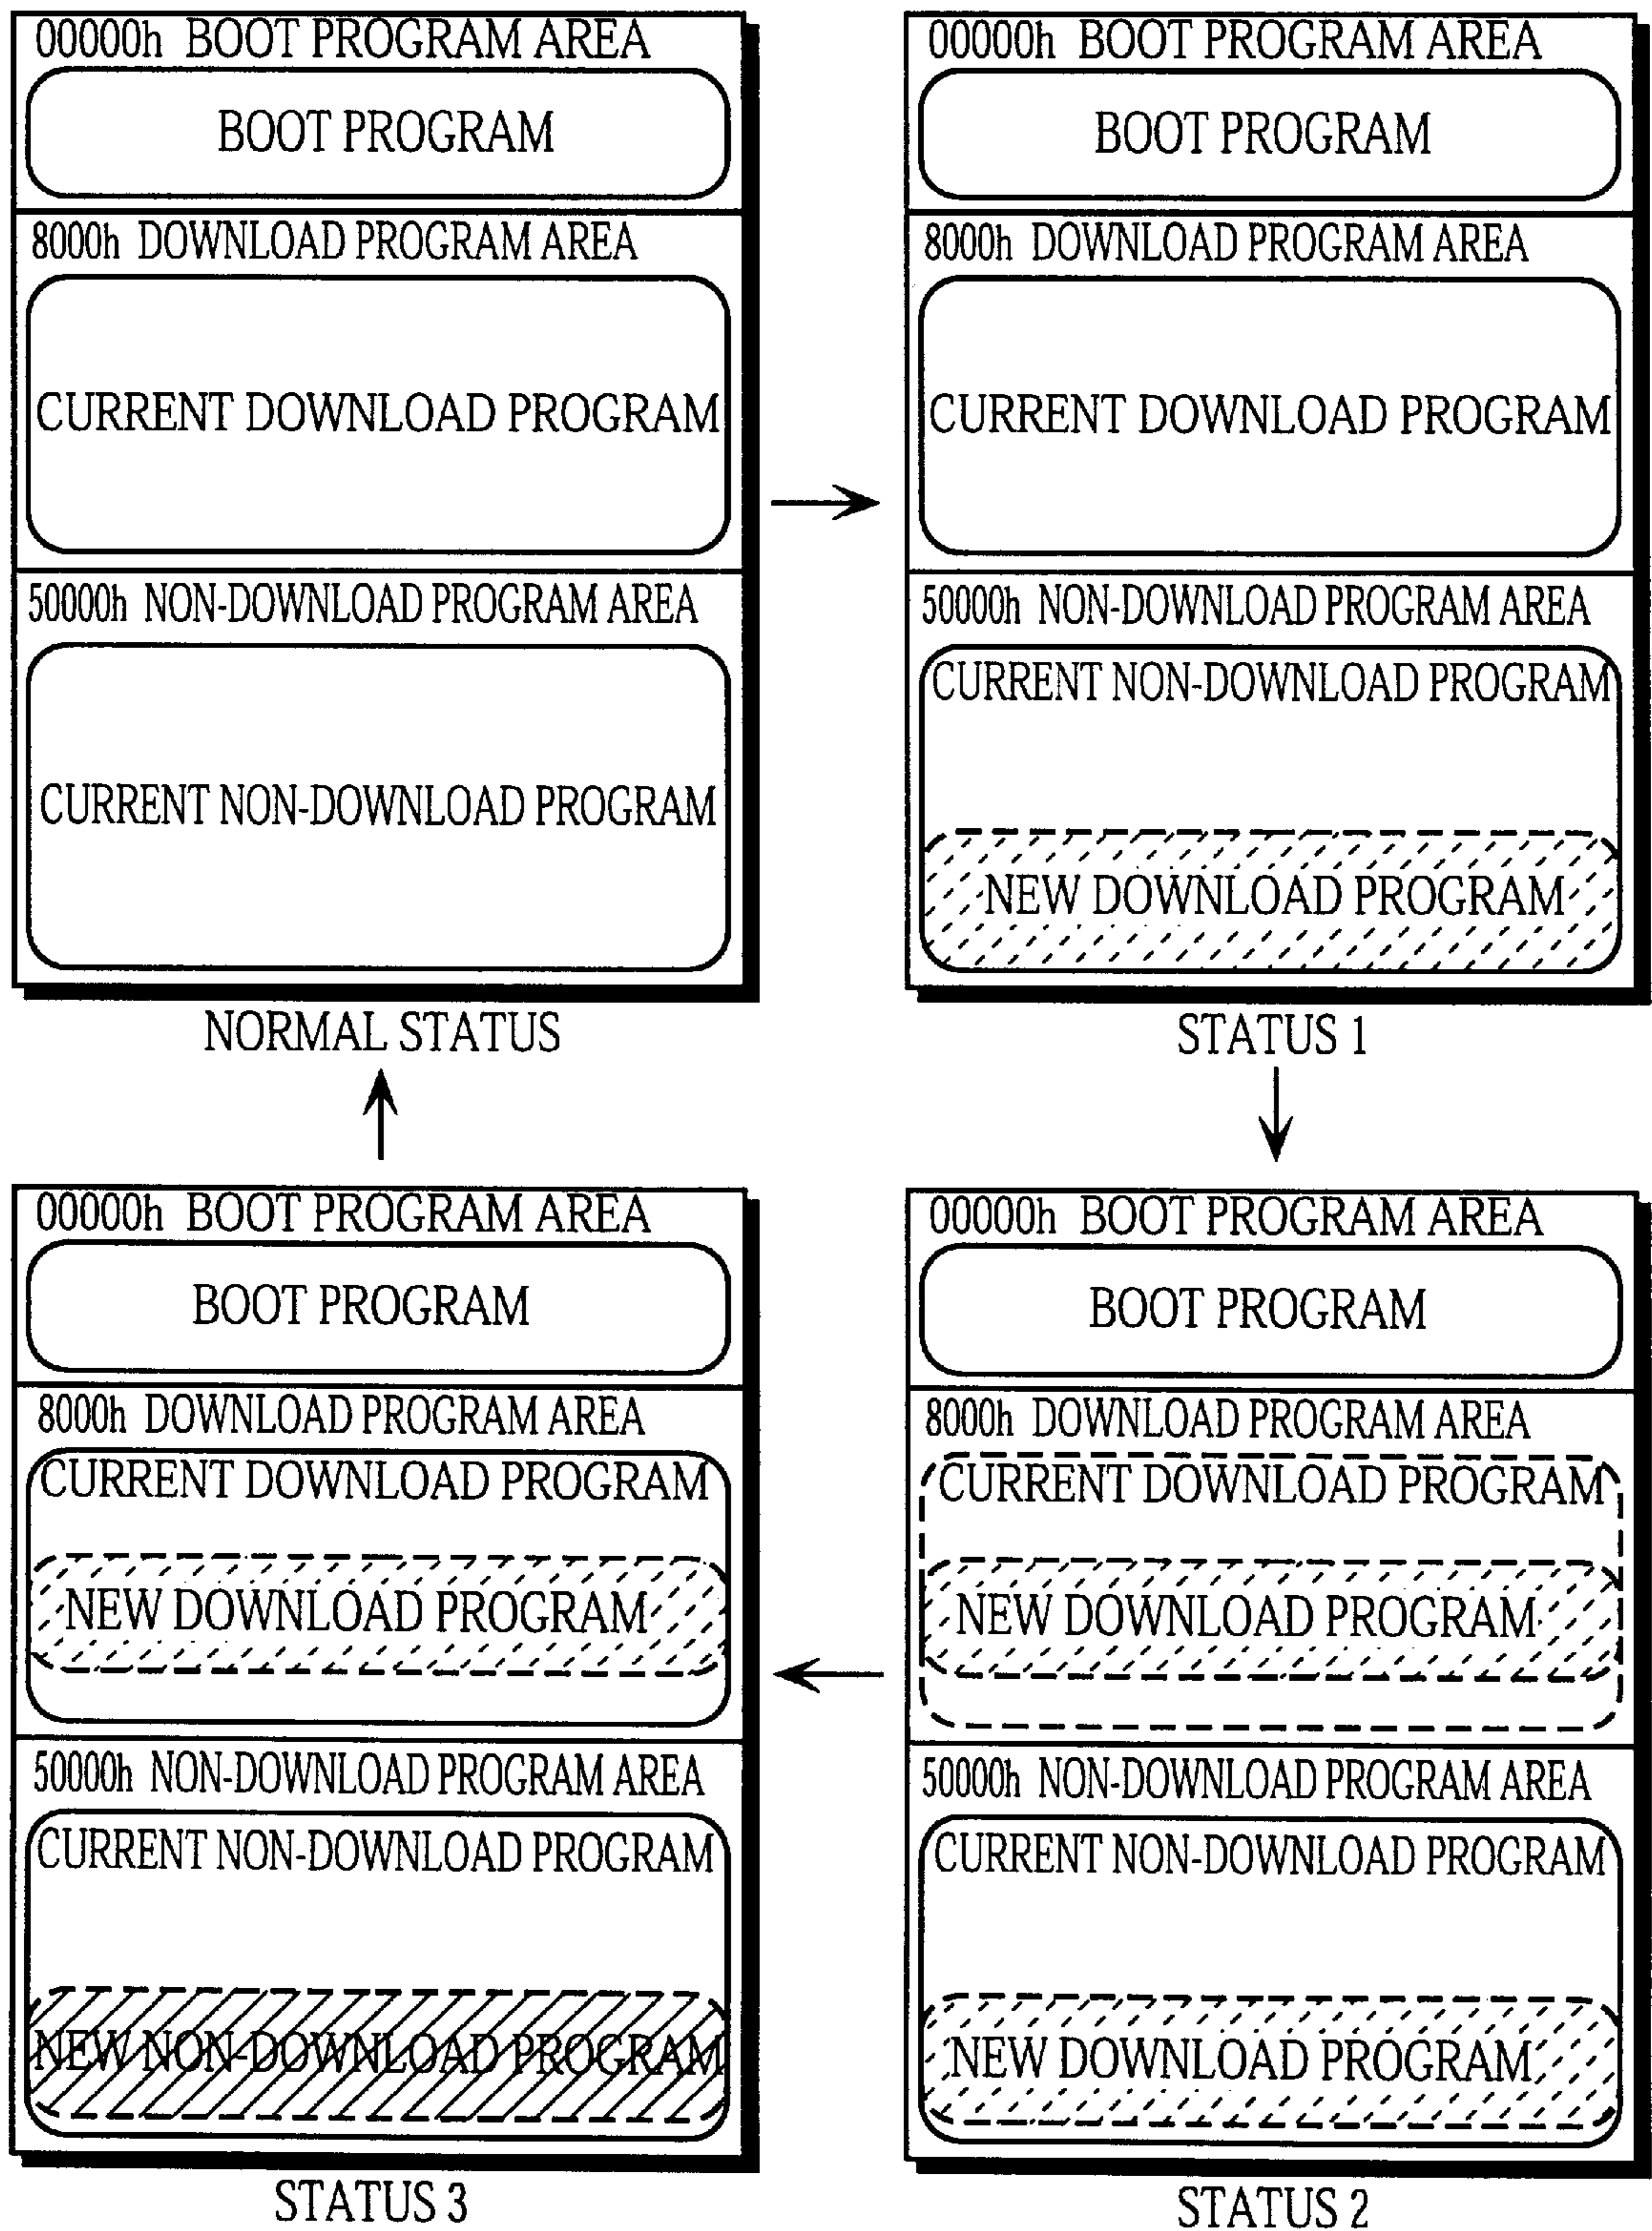 00000h BOOT PROGRAM AREA
BOOT PROGRAM
8000h DOWNLOAD PROGRAM AREA
CURRENT DOWNLOAD PROGRAM
50000h NON-DOWNLOAD PROGRAM AREA
CURRENT NON-DOWNLOAD PROGRAM
NORMAL STATUS
00000h BOOT PROGRAM AREA
BOOT PROGRAM
8000h DOWNLOAD PROGRAM AREA
CURRENT DOWNLOAD PROGRAM
50000h NON-DOWNLOAD PROGRAM AREA
CURRENT NON-DOWNLOAD PROGRAM
NEW DOWNLOAD PROGRAM
STATUS 1
00000h BOOT PROGRAM AREA
BOOT PROGRAM
8000h DOWNLOAD PROGRAM AREA
CURRENT DOWNLOAD PROGRAM
NEW DOWNLOAD PROGRAM
50000h NON-DOWNLOAD PROGRAM AREA
CURRENT NON-DOWNLOAD PROGRAM
NEW NON-DOWNLOAD PROGRAM
STATUS 3
00000h BOOT PROGRAM AREA
BOOT PROGRAM
8000h DOWNLOAD PROGRAM AREA
CURRENT DOWNLOAD PROGRAM
NEW DOWNLOAD PROGRAM
50000h NON-DOWNLOAD PROGRAM AREA
CURRENT NON-DOWNLOAD PROGRAM
NEW DOWNLOAD PROGRAM
STATUS 2